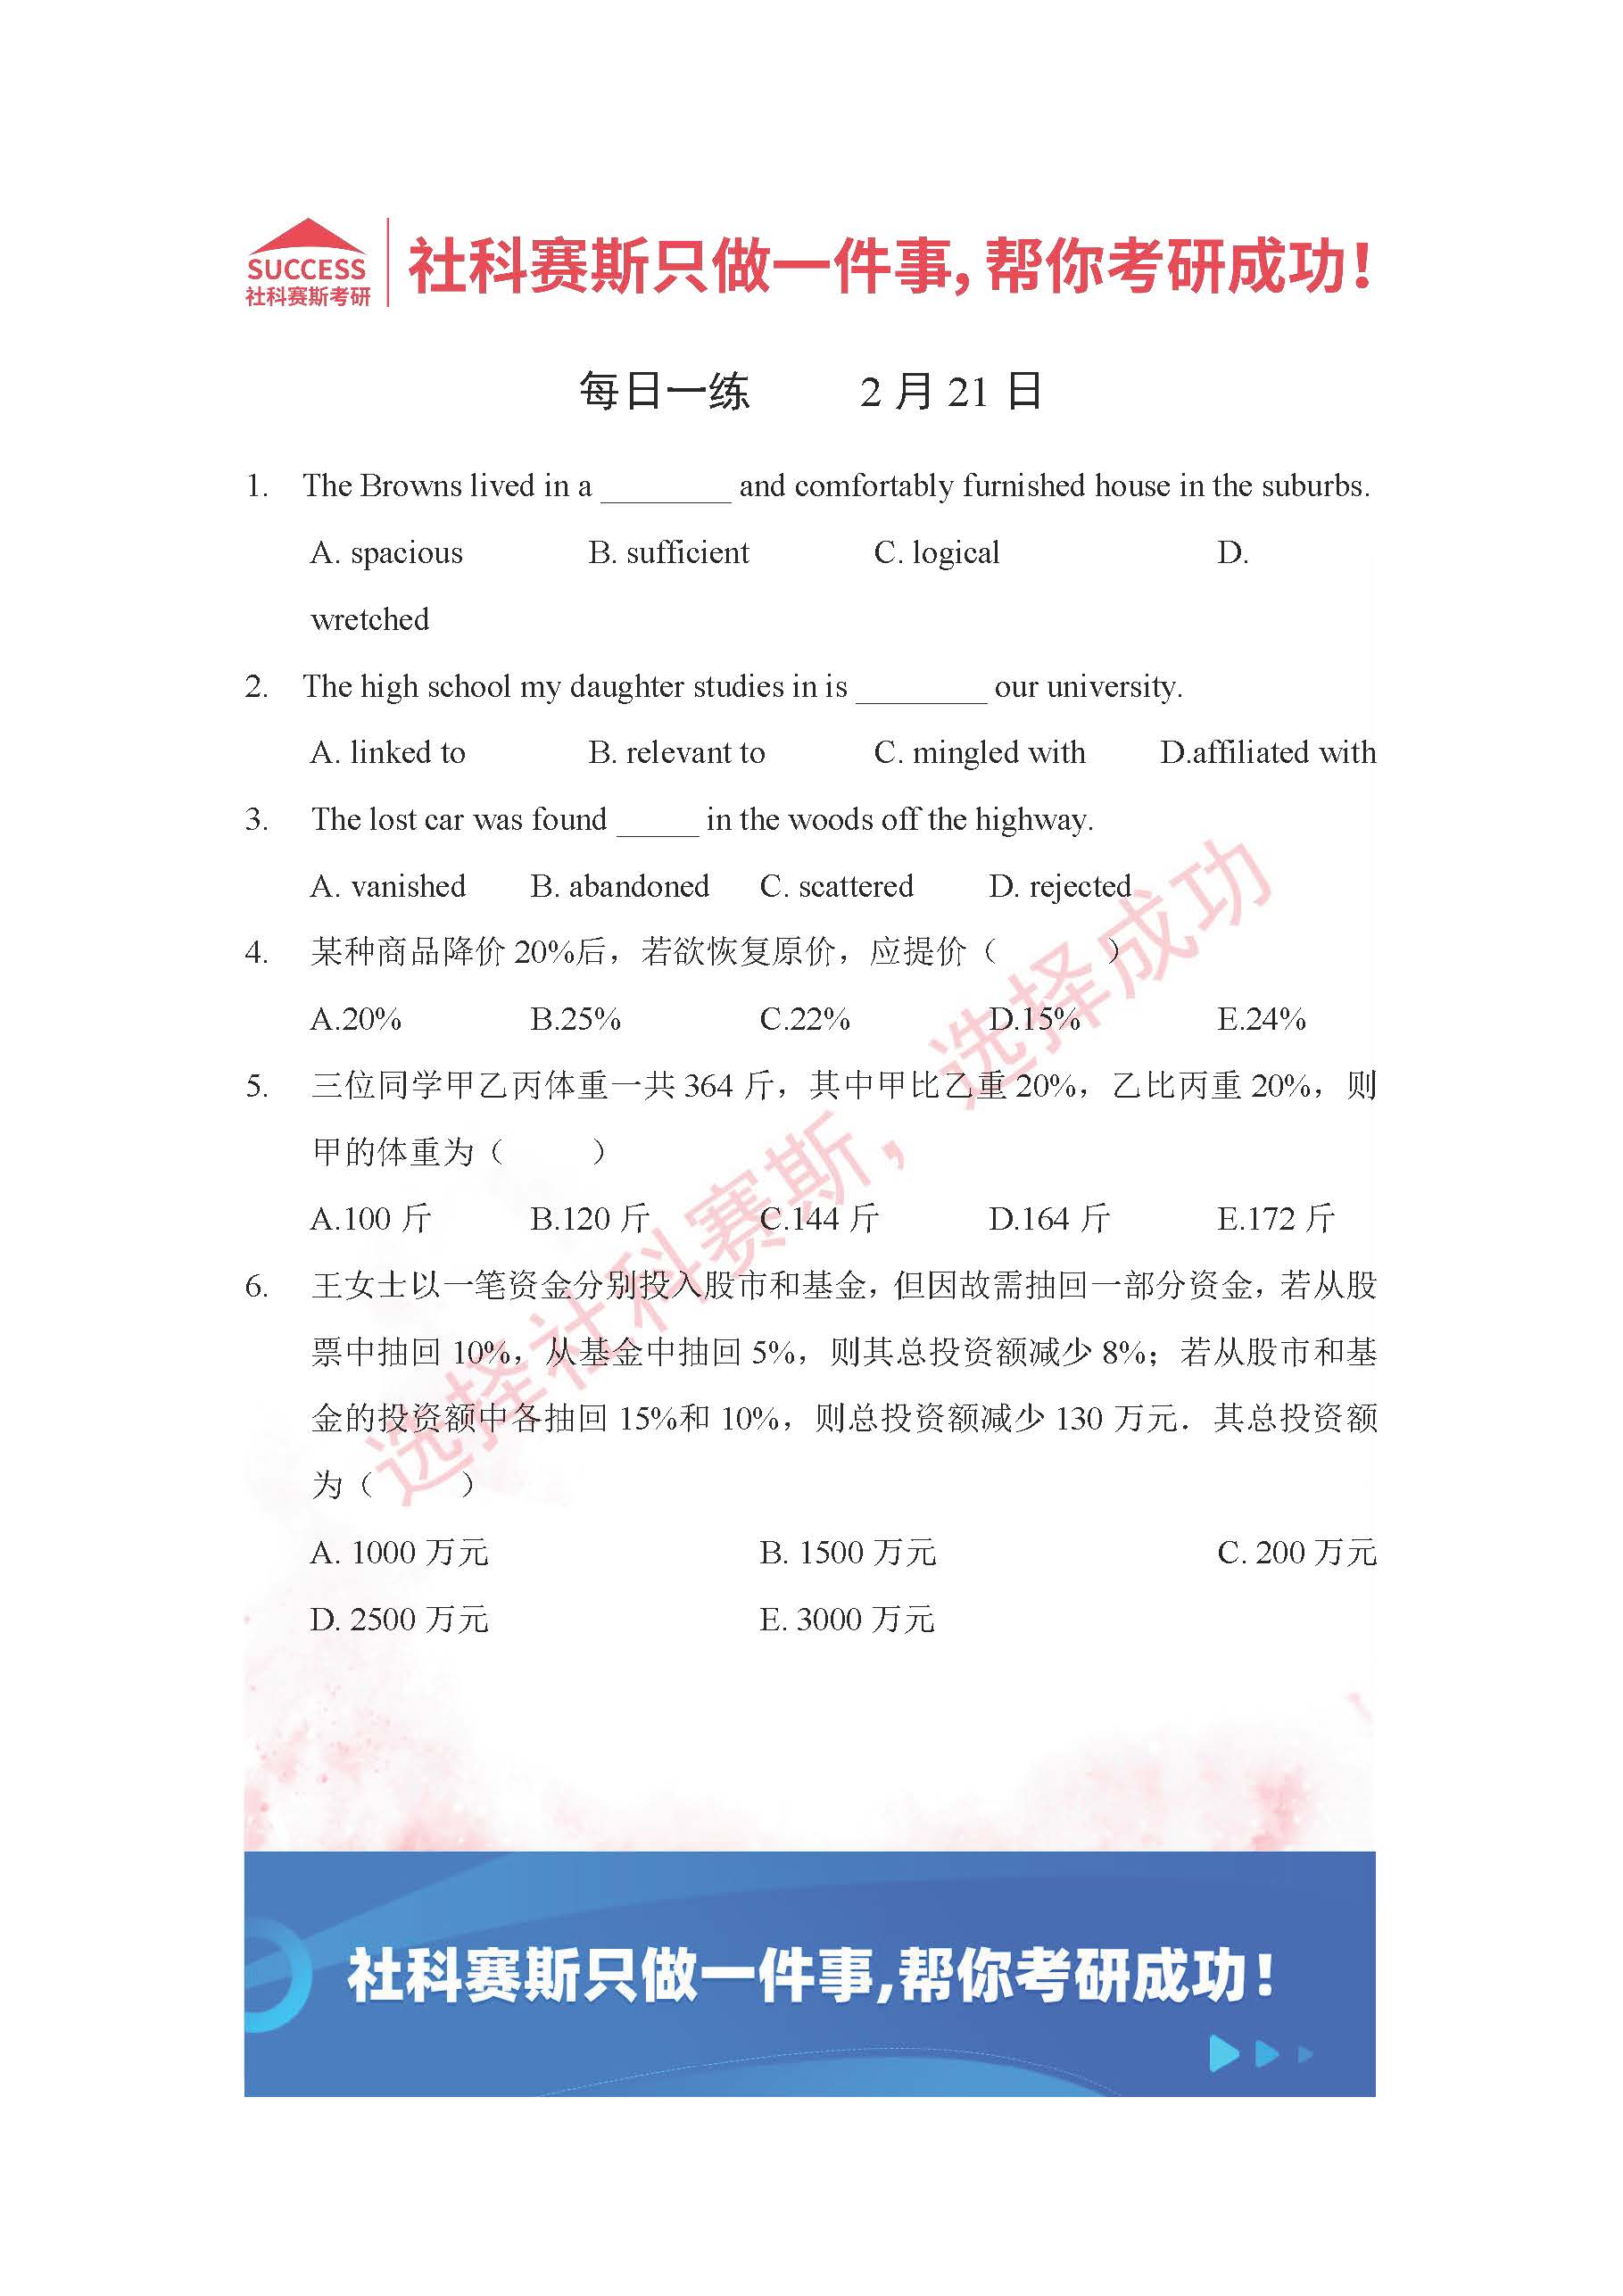 SUCCESS
社科赛斯考研
社科赛斯只做一件事，帮你考研成功！
每日一练 2 月 21 日
1. The Browns lived in a ________ and comfortably furnished house in the suburbs.
A. spacious B. sufficient C. logical D.
wretched
2. The high school my daughter studies in is ________ our university.
A. linked to B. relevant to C. mingled with D.affiliated with
3. The lost car was found _____ in the woods off the highway.
A. vanished B. abandoned C. scattered D. rejected
4. 某种商品降价 20%后，若欲恢复原价，应提价（ ）
A.20% B.25% C.22% D.15% E.24%
5. 三位同学甲乙丙体重一共 364 斤，其中甲比乙重 20%，乙比丙重 20%，则
甲的体重为（ ）
A.100 斤 B.120 斤 C.144 斤 D.164 斤 E.172 斤
6. 王女士以一笔资金分别投入股市和基金，但因故需抽回一部分资金，若从股
票中抽回 10%，从基金中抽回 5%，则其总投资额减少 8%；若从股市和基
金的投资额中各抽回 15%和 10%，则总投资额减少 130 万元．其总投资额
为（ ）
A. 1000 万元 B. 1500 万元 C. 200 万元
D. 2500 万元 E. 3000 万元
选择社科赛斯，选择成功
社科赛斯只做一件事,帮你考研成功！